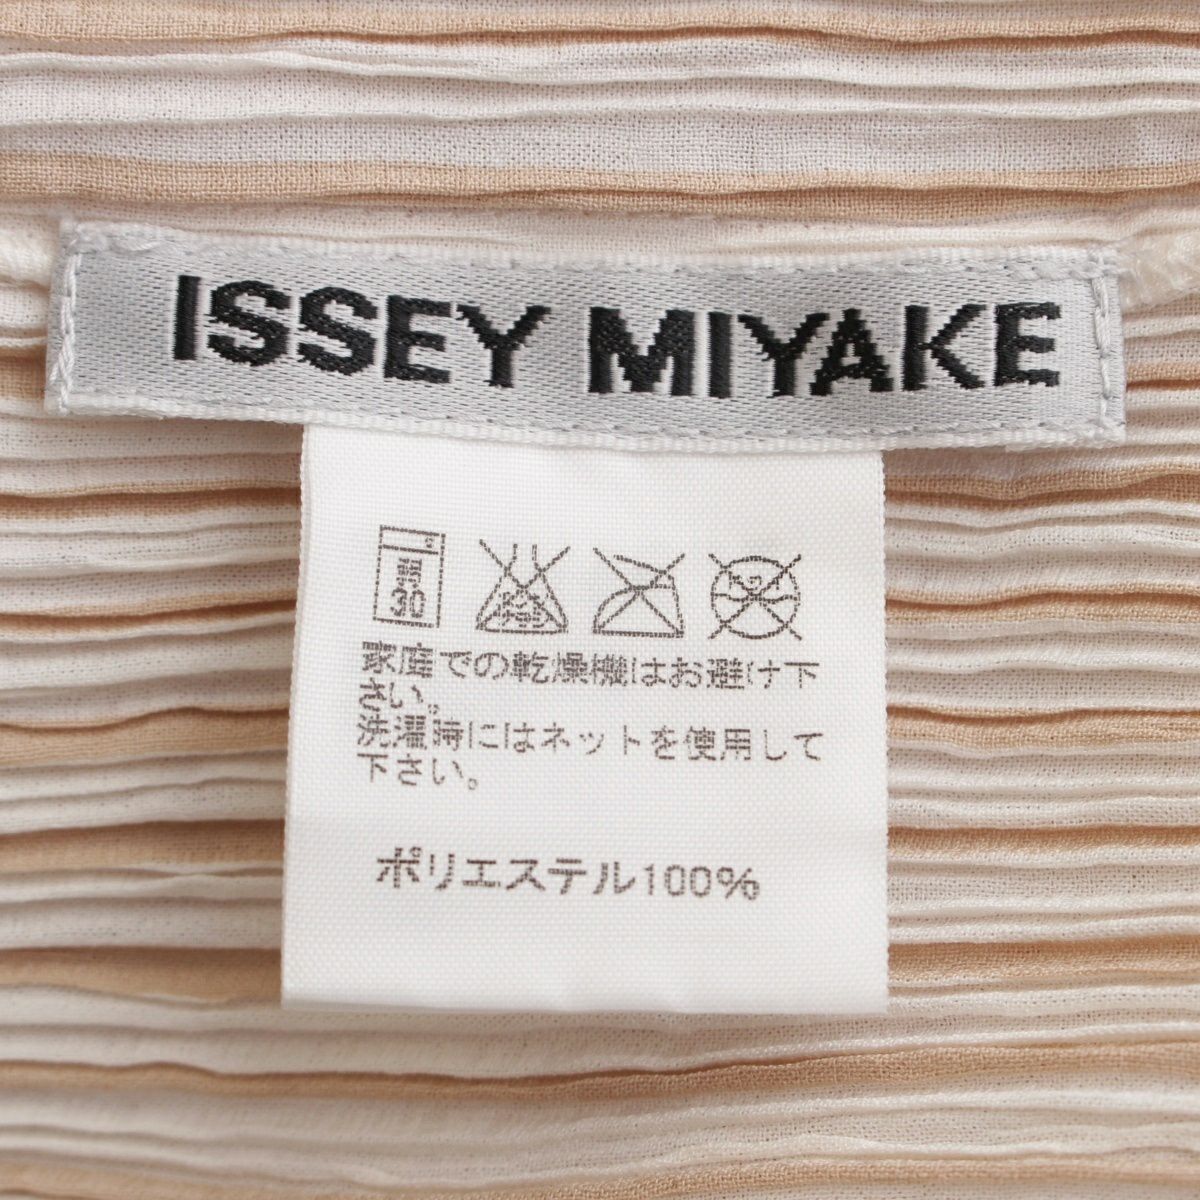 ISSEY MIYAKE
弱
30
家庭での乾燥機はお避け下
さい。
洗濯時にはネットを使用して
下さい。
ポリエステル100%